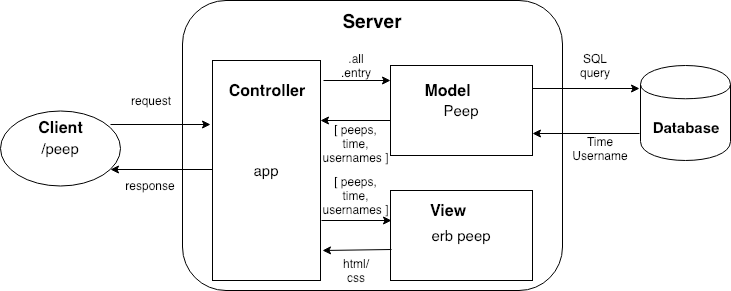 Server
Client
/peep
request
response
Controller
app
.all
.entry
[ peeps,
time,
usernames ]
[ peeps,
time,
usernames ]
html/
css
Model
Peep
View
erb peep
SQL
query
Time
Username
Database